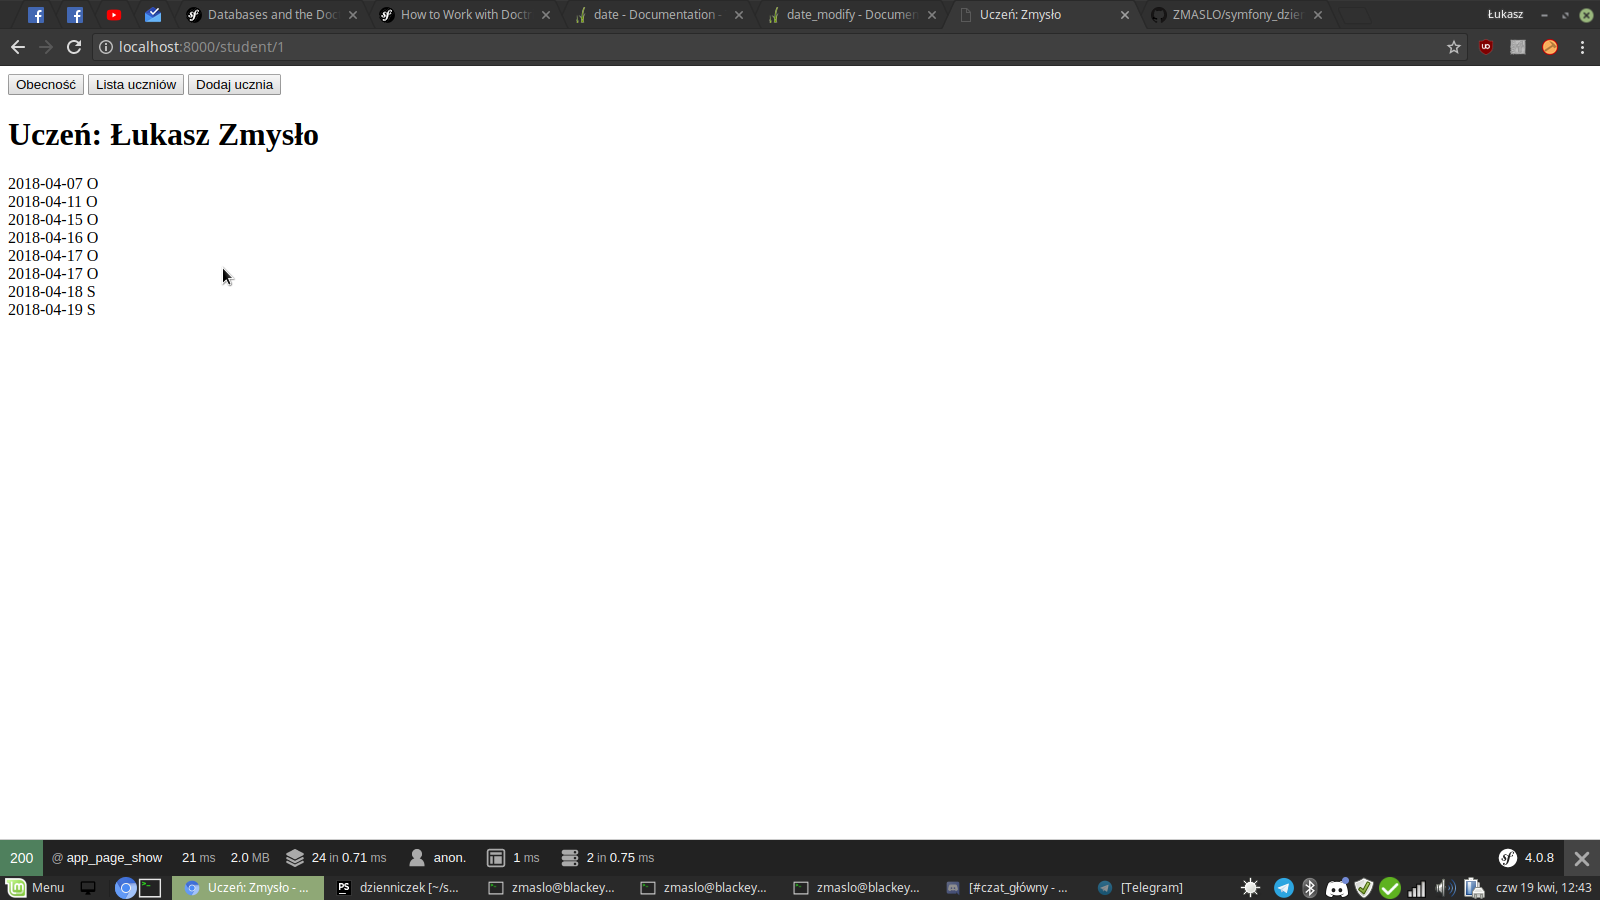 Databases and the Doc
How to Work with Doctr
date - Documentation -
date_modify - Documen
Uczeń: Zmysło
ZMASLO/symfony_dzie
Łukasz
localhost:8000/student/1
Obecność
Lista uczniów
Dodaj ucznia
Uczeń: Łukasz Zmysło
2018-04-07 O
2018-04-11 O
2018-04-15 O
2018-04-16 O
2018-04-17 O
2018-04-17 O
2018-04-18 S
2018-04-19 S
200 @ app_page_show 21 ms 2.0 MB 24 in 0.71 ms anon. 1 ms 2 in 0.75 ms 4.0.8
Menu Uczeń: Zmysło - ... PS dzienniczek [~/s... zmaslo@blackey... zmaslo@blackey... zmaslo@blackey... [#czat_główny - ... [Telegram] czw 19 kwi, 12:43